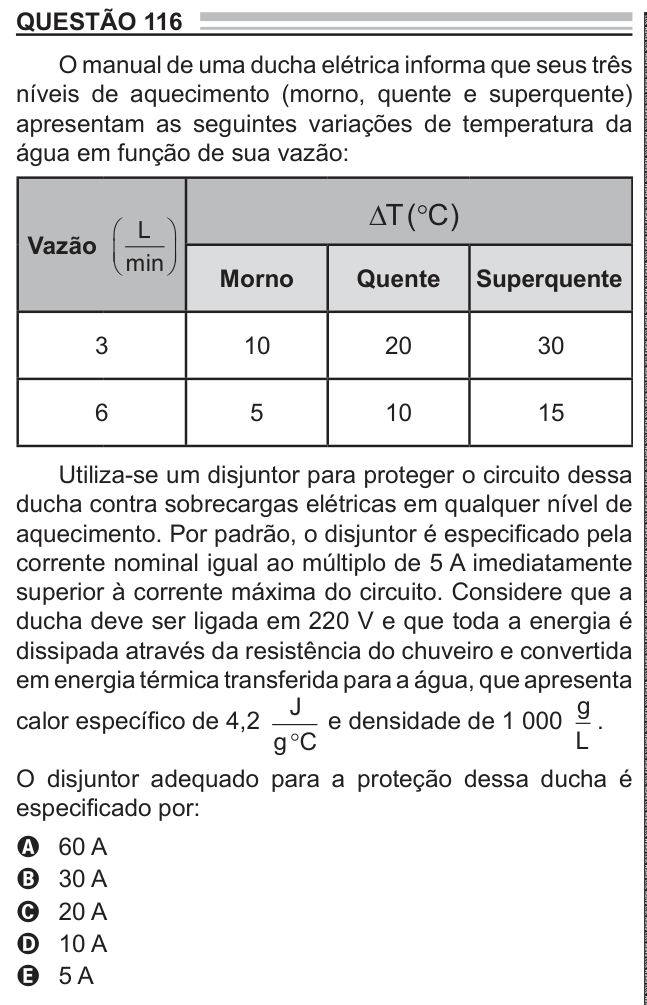 QUESTÃO 116
O manual de uma ducha elétrica informa que seus três
níveis de aquecimento (morno, quente e superquente)
apresentam as seguintes variações de temperatura da
água em função de sua vazão:
Vazão (L/min)
ΔT (°C)
Morno Quente Superquente
3 10 20 30
6 5 10 15
Utiliza-se um disjuntor para proteger o circuito dessa
ducha contra sobrecargas elétricas em qualquer nível de
aquecimento. Por padrão, o disjuntor é especificado pela
corrente nominal igual ao múltiplo de 5 A imediatamente
superior à corrente máxima do circuito. Considere que a
ducha deve ser ligada em 220 V e que toda a energia é
dissipada através da resistência do chuveiro e convertida
em energia térmica transferida para a água, que apresenta
calor específico de 4,2 J/g °C e densidade de 1 000 g/L.
O disjuntor adequado para a proteção dessa ducha é
especificado por:
A 60 A
B 30 A
C 20 A
D 10 A
E 5 A